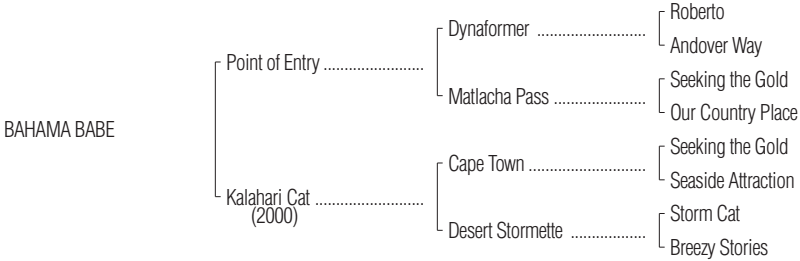 Roberto
Dynaformer ..........................
Andover Way
Point of Entry ........................
Seeking the Gold
Matlacha Pass ......................
Our Country Place
BAHAMA BABE
Seeking the Gold
Cape Town ............................
Seaside Attraction
Kalahari Cat ..........................
(2000)
Storm Cat
Desert Stormette ..................
Breezy Stories